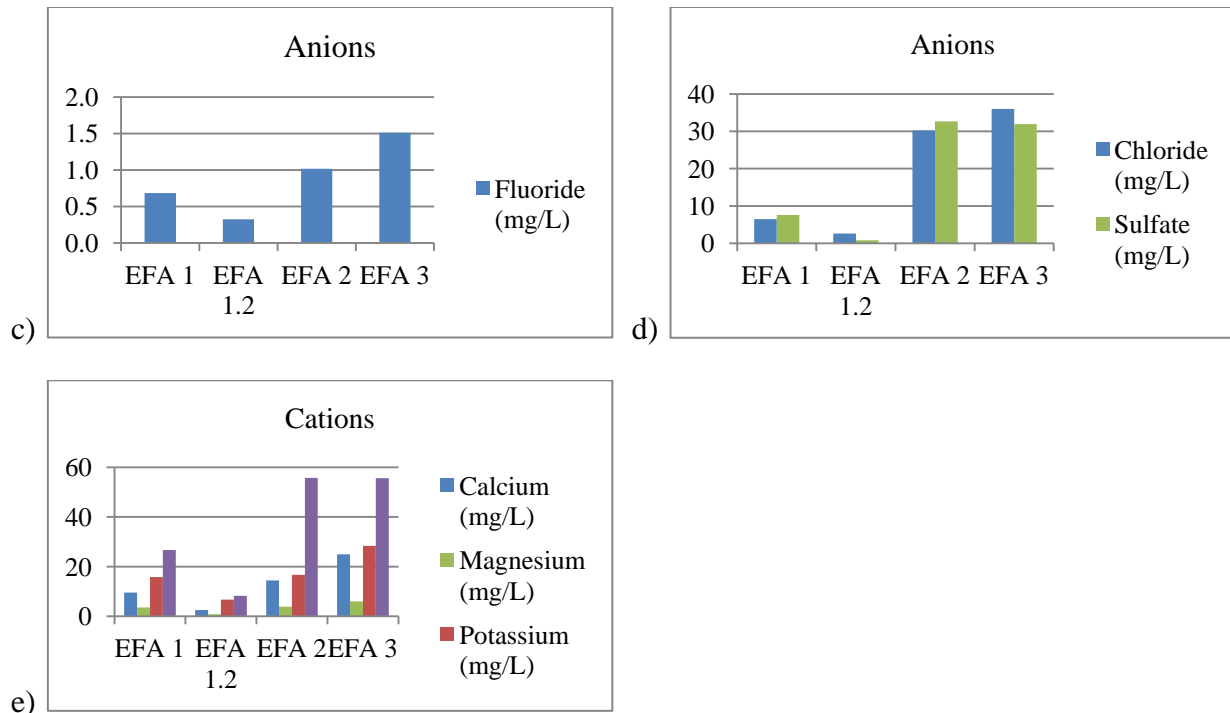 Anions
2.0
1.5
1.0
0.5
0.0
EFA 1
EFA
1.2
EFA 2
EFA 3
Fluoride
(mg/L)
c)
Anions
40
30
20
10
0
EFA 1
EFA
1.2
EFA 2
EFA 3
Chloride
(mg/L)
Sulfate
(mg/L)
d)
Cations
60
40
20
0
EFA 1
EFA
1.2
EFA 2
EFA 3
Calcium
(mg/L)
Magnesium
(mg/L)
Potassium
(mg/L)
e)